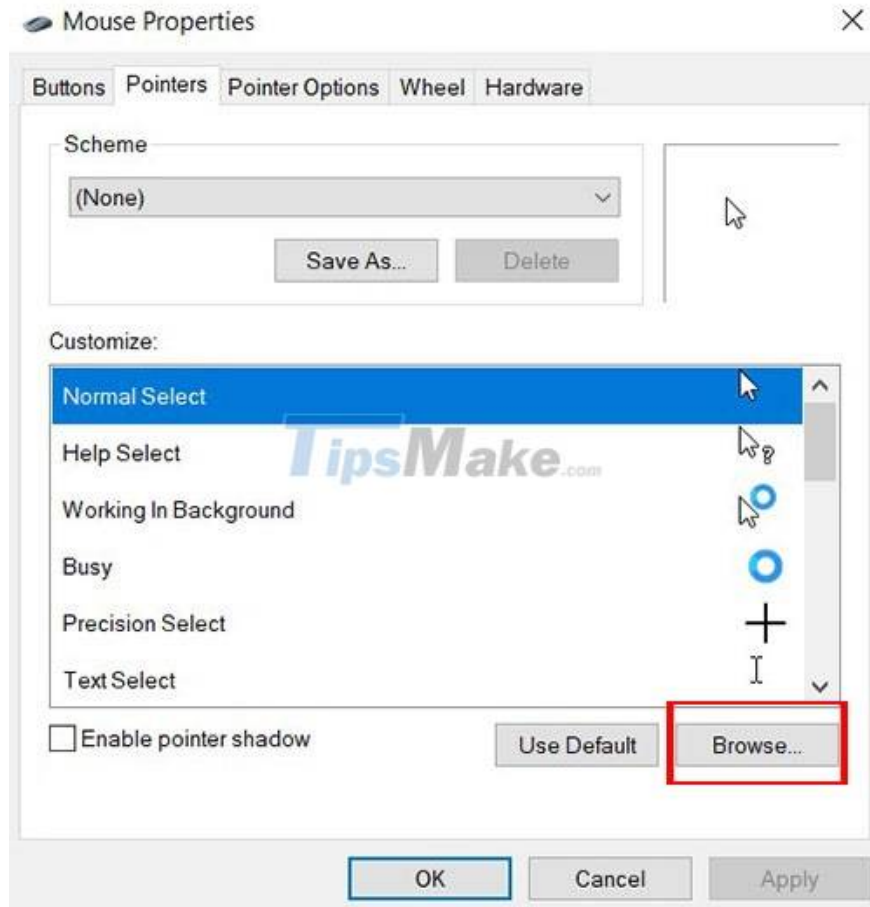 Mouse Properties
Buttons Pointers Pointer Options Wheel Hardware
Scheme
(None)
Save As... Delete
Customize:
Normal Select
Help Select
TipsMake.com
Working In Background
Busy
Precision Select
Text Select
Enable pointer shadow
Use Default Browse...
OK Cancel Apply